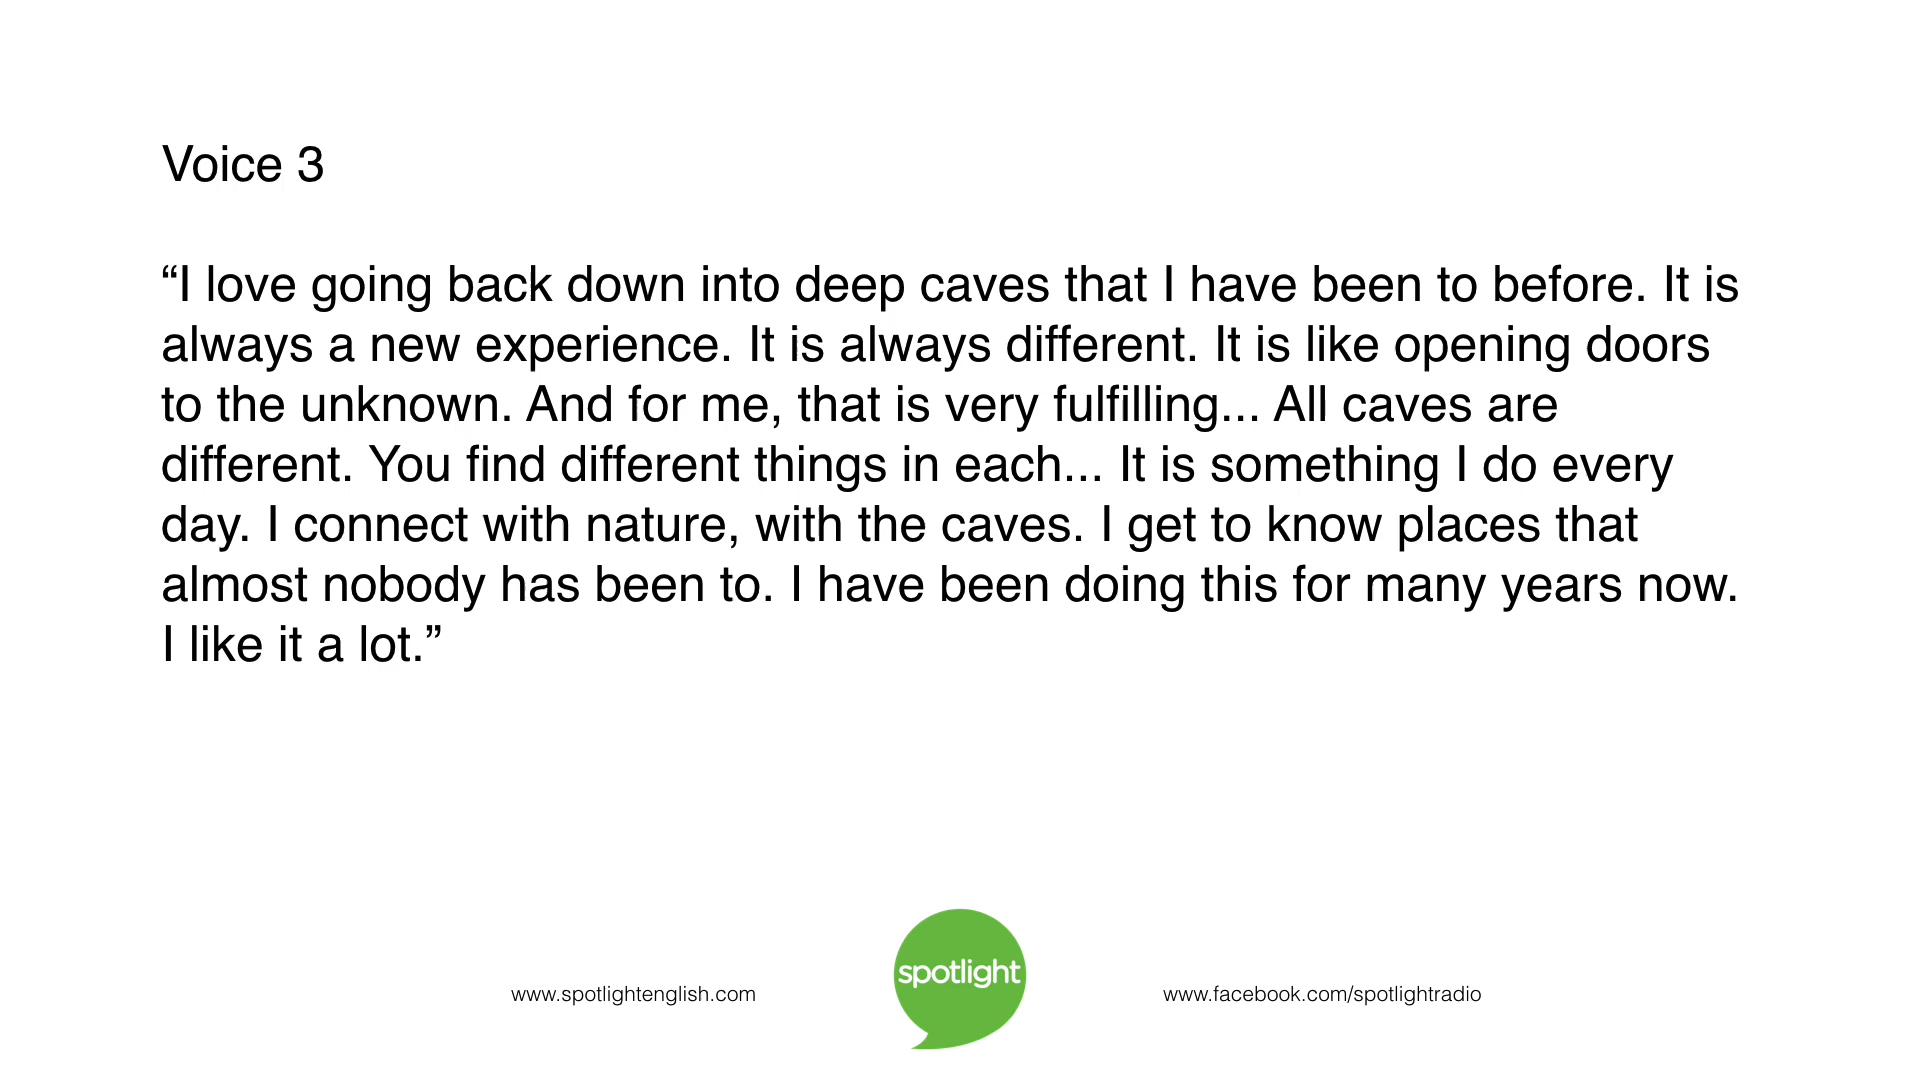 Voice 3
“I love going back down into deep caves that I have been to before. It is
always a new experience. It is always different. It is like opening doors
to the unknown. And for me, that is very fulfilling... All caves are
different. You find different things in each... It is something I do every
day. I connect with nature, with the caves. I get to know places that
almost nobody has been to. I have been doing this for many years now.
I like it a lot.”
spotlight
www.spotlightenglish.com
www.facebook.com/spotlightradio